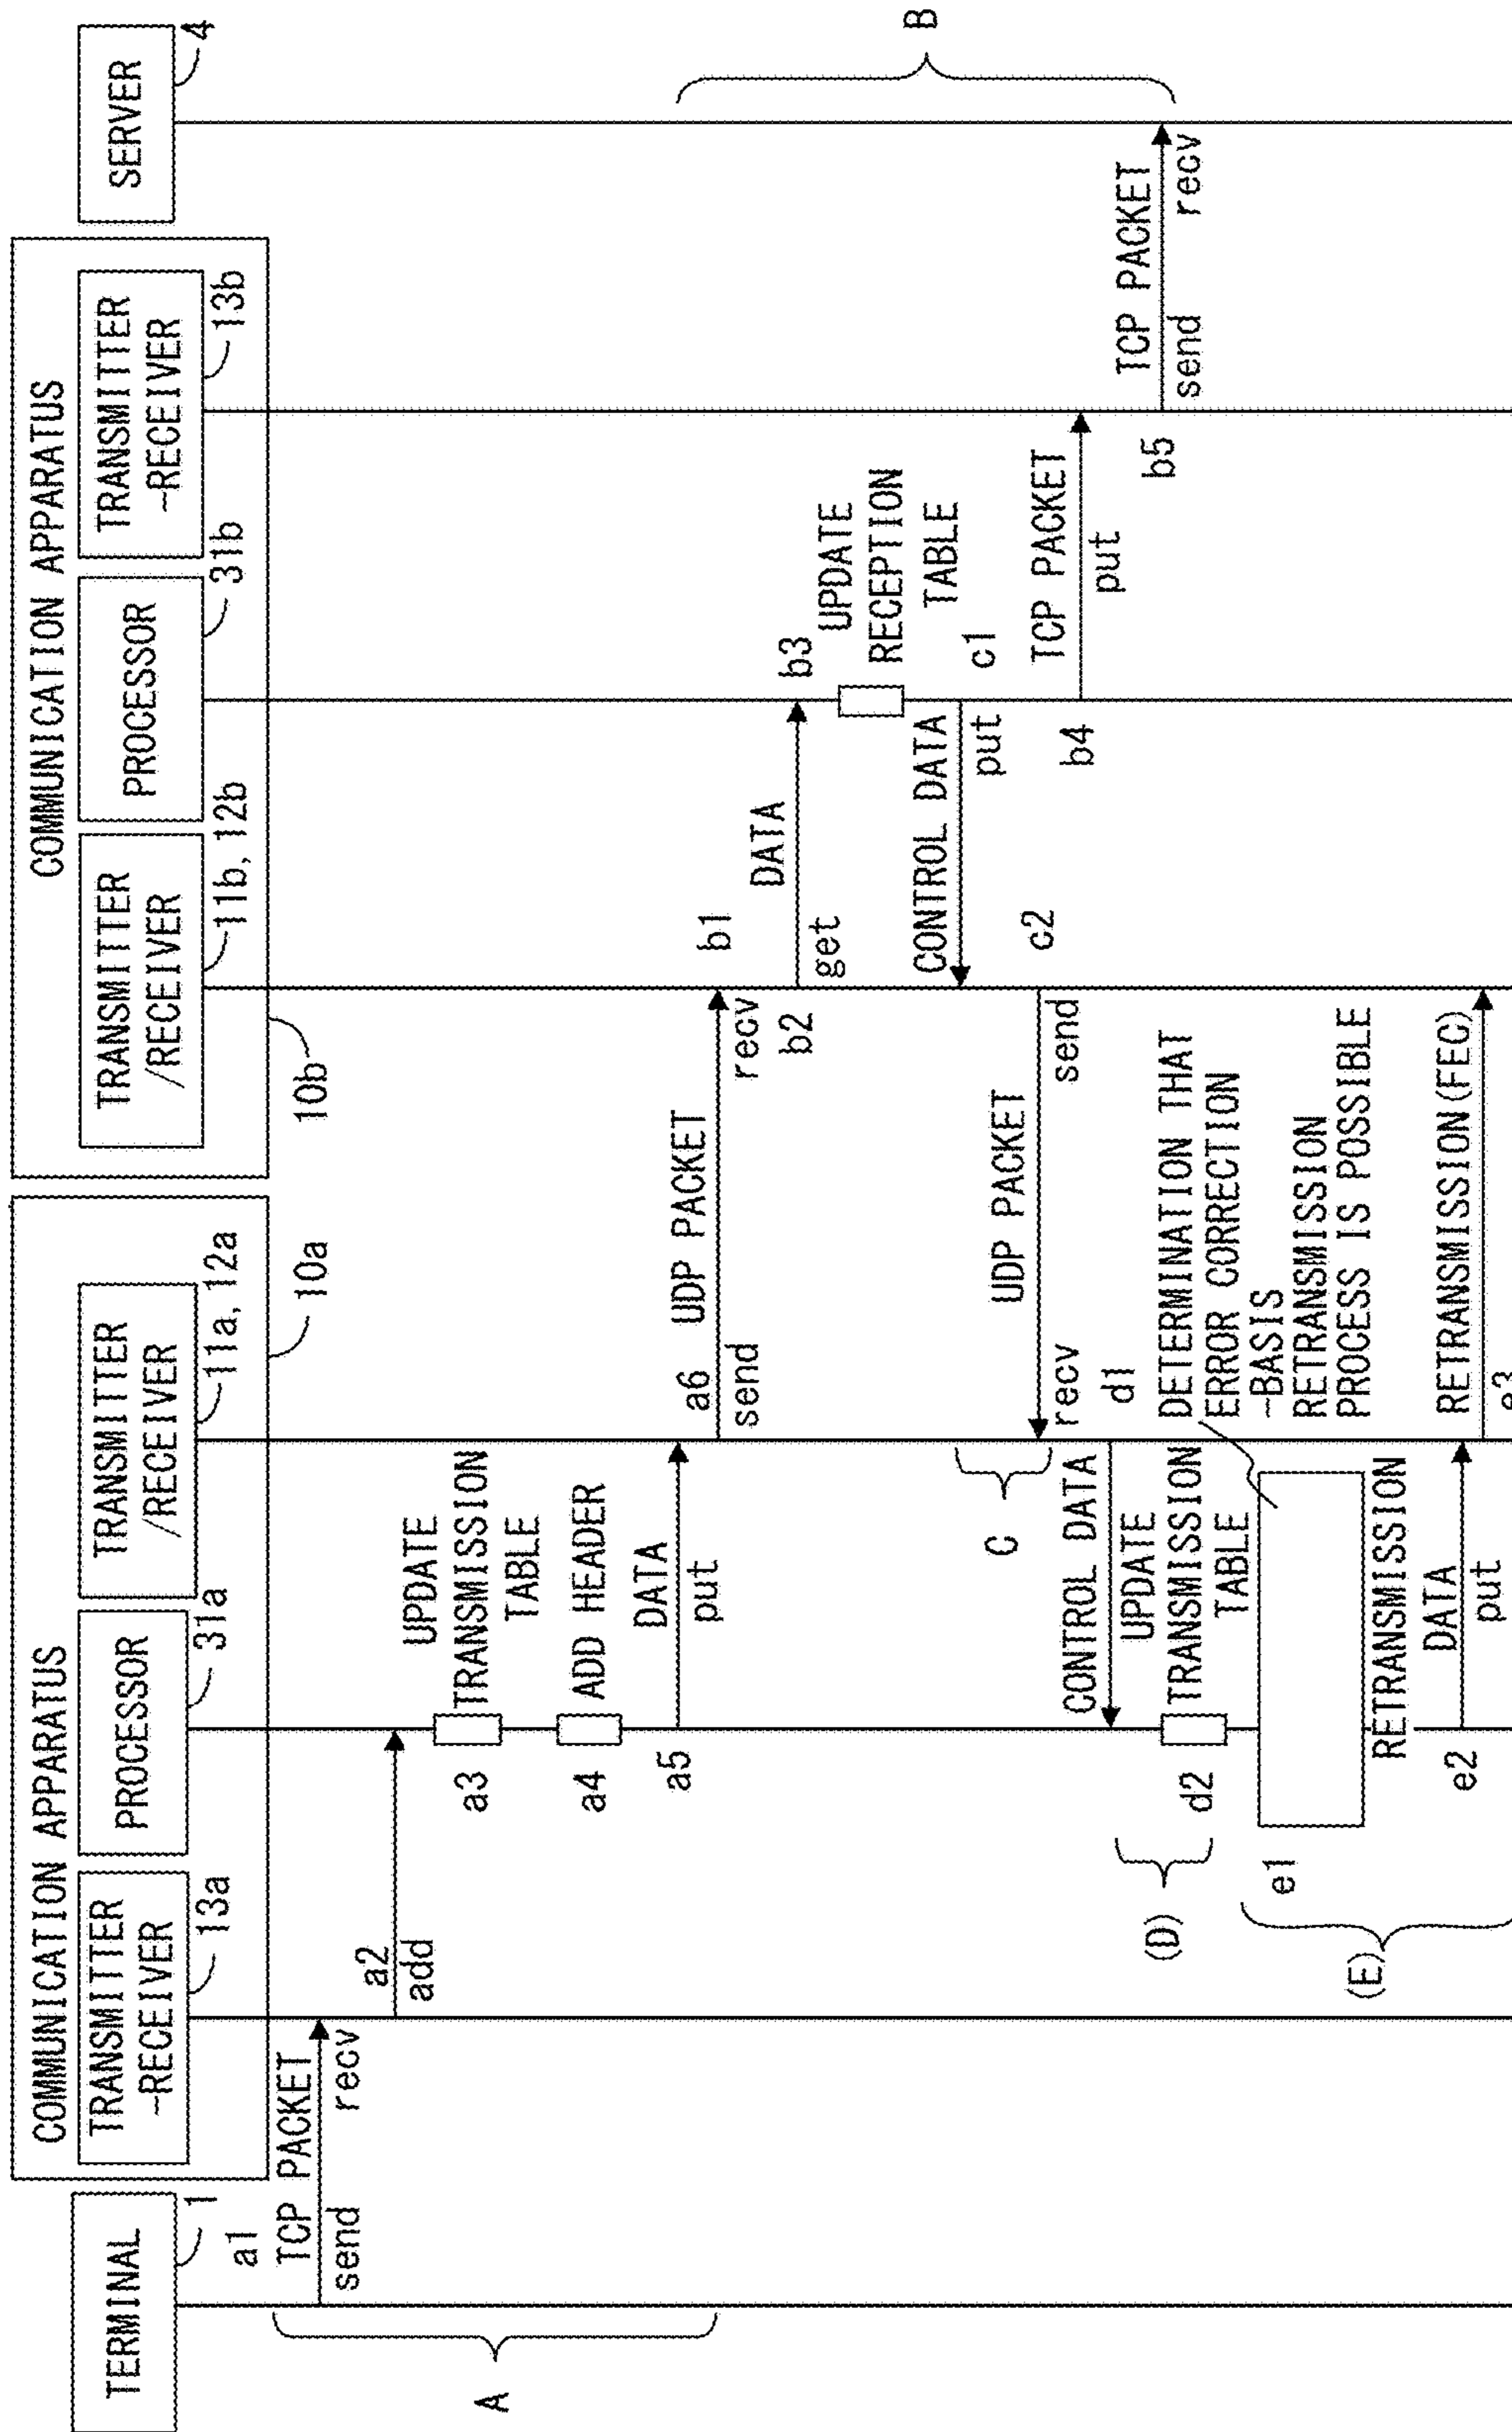 TERMINAL
1
COMMUNICATION APPARATUS
TRANSMITTER
-RECEIVER
13a
PROCESSOR
31a
TRANSMITTER
/RECEIVER
11a, 12a
10a
COMMUNICATION APPARATUS
TRANSMITTER
/RECEIVER
11b, 12b
10b
PROCESSOR
31b
TRANSMITTER
-RECEIVER
13b
SERVER
4
A
a1
TCP PACKET
send
recv
a2
add
a3
UPDATE
TRANSMISSION
TABLE
a4
ADD HEADER
a5
DATA
put
a6
UDP PACKET
send
recv
B
b1
b2
DATA
get
b3
UPDATE
RECEPTION
TABLE
c1
CONTROL DATA
put
c2
b4
TCP PACKET
put
b5
TCP PACKET
send
recv
UDP PACKET
send
recv
C
d1
CONTROL DATA
(D)
d2
UPDATE
TRANSMISSION
TABLE
DETERMINATION THAT
ERROR CORRECTION
-BASIS
RETRANSMISSION
PROCESS IS POSSIBLE
(E)
e1
RETRANSMISSION
e2
DATA
put
RETRANSMISSION(FEC)
e3